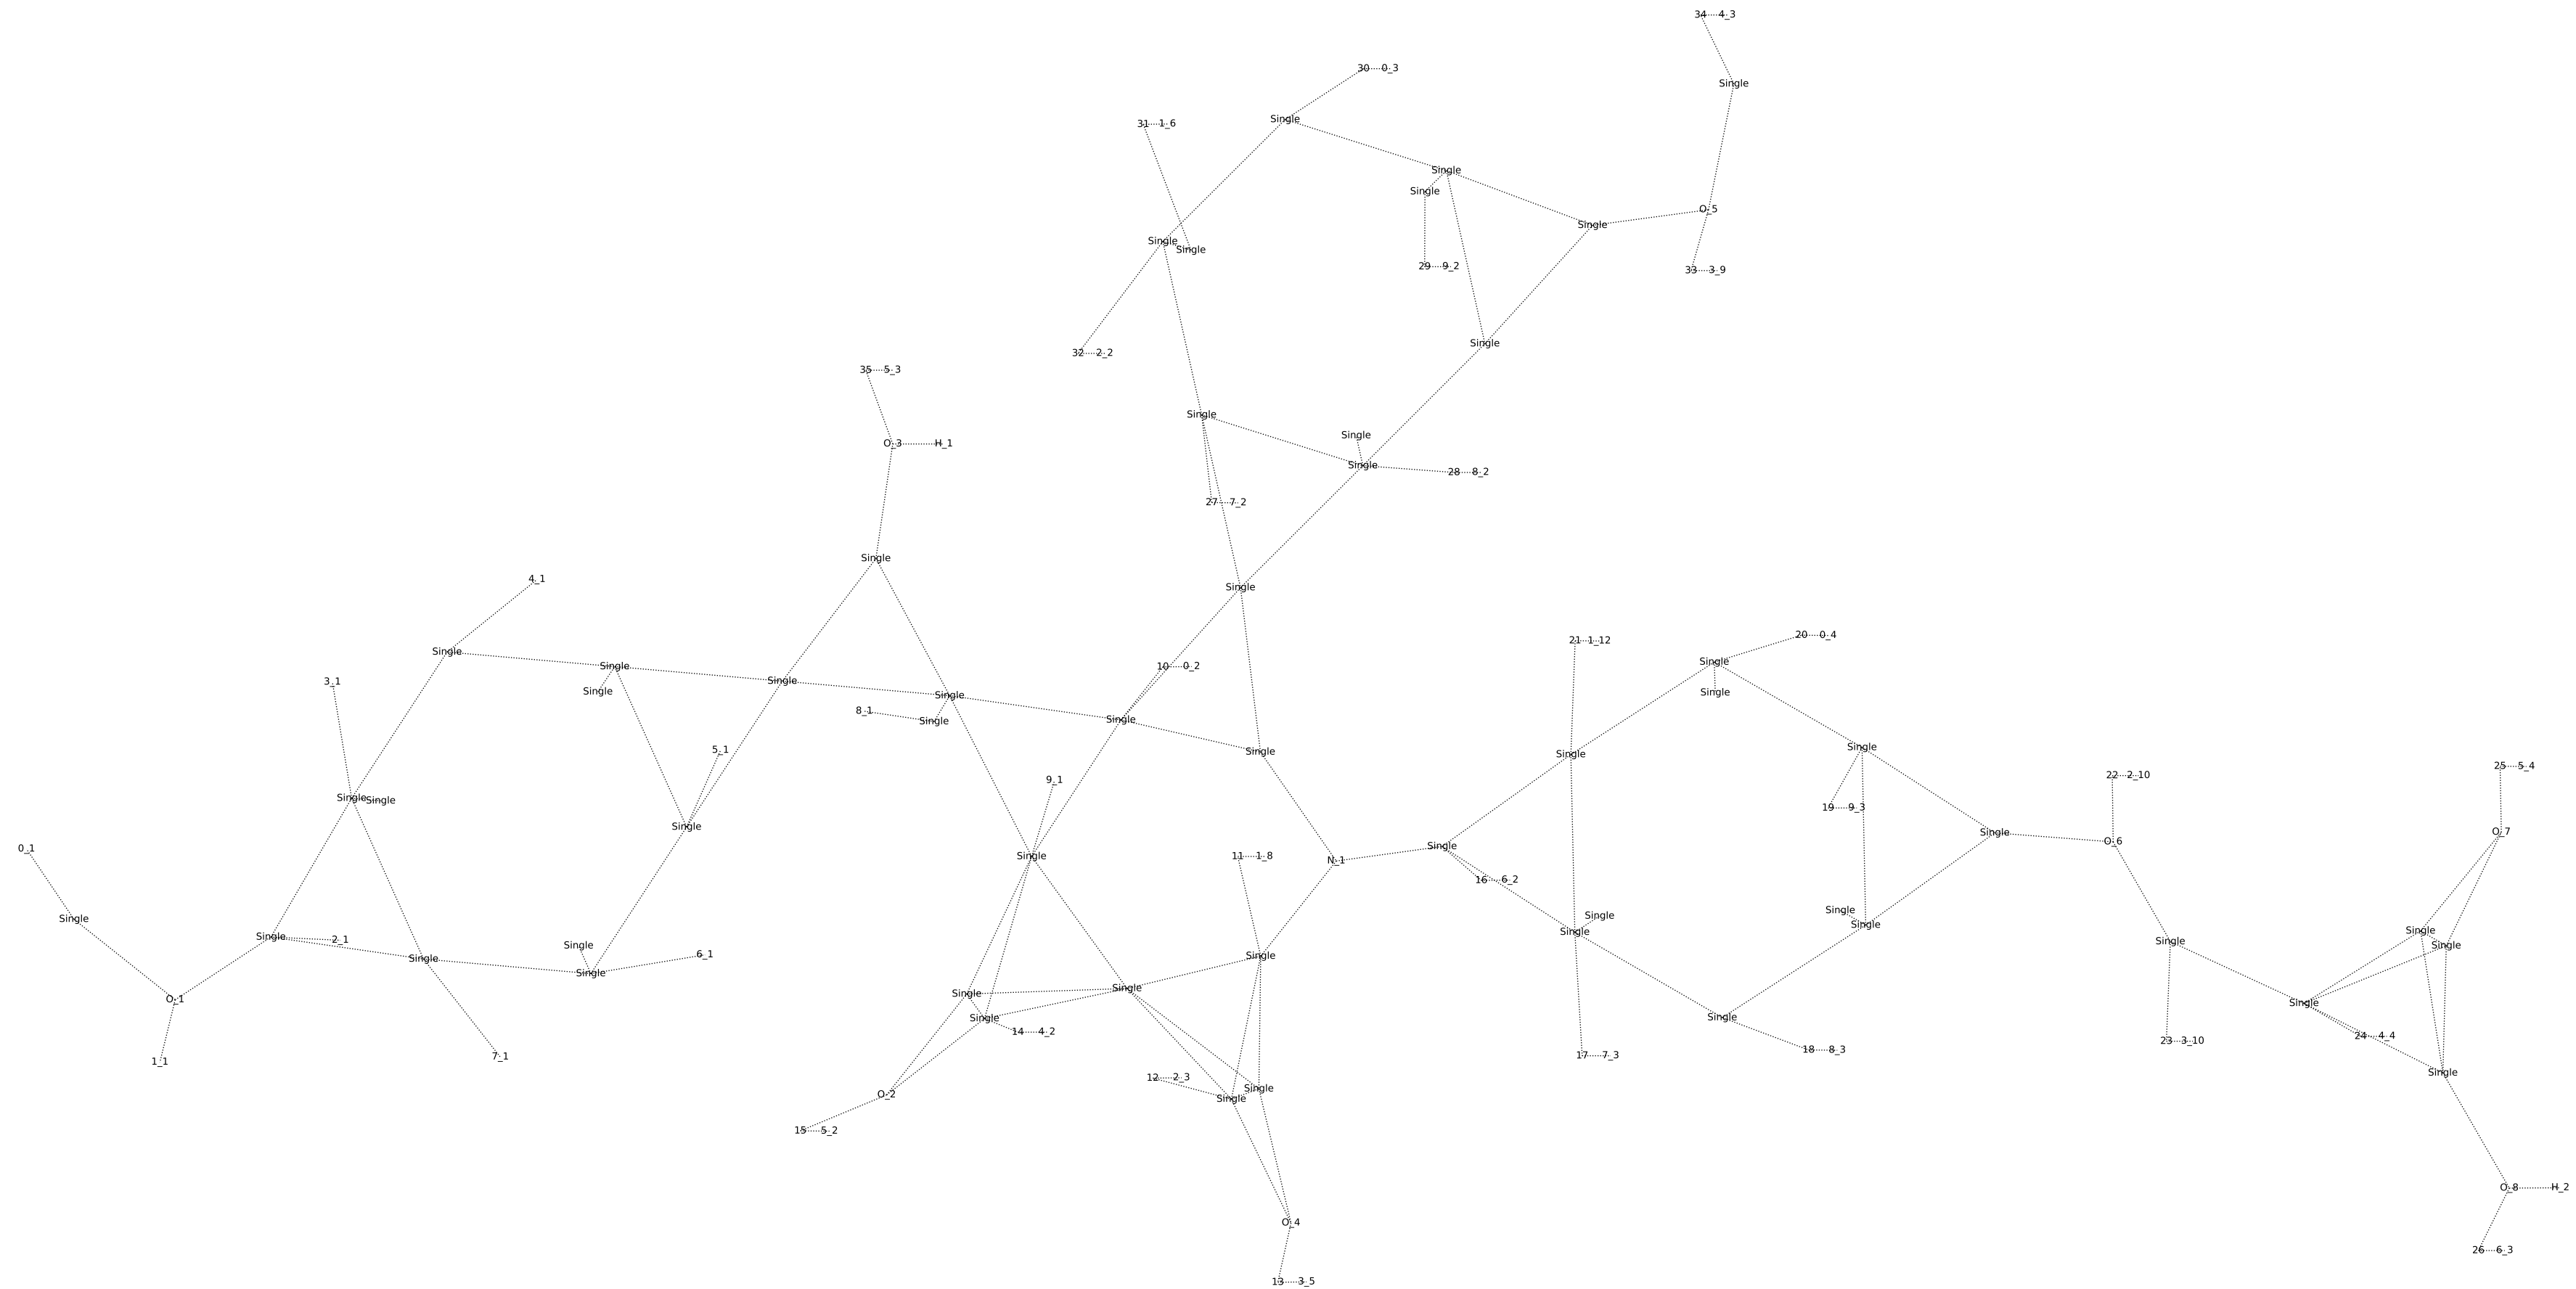 34 4_3
30 0_3
Single
Single
31 1_6
Single
Single
O_5
Single
Single
Single
29 9_2
33 3_9
Single
32 2_2
35 5_3
Single
Single
O_3 H_1
Single
28 8_2
27 7_2
Single
4_1
Single
20 0_4
21 1_12
Single
Single
Single
10 0_2
3_1
Single
Single
Single
Single
8_1
Single
Single
5_1
Single
Single
Single
25 5_4
22 2_10
9_1
Single Single
19 9_3
Single
Single
O_7
O_6
Single
0_1
Single
11 1_8
N_1
16 6_2
Single
Single
Single
Single
Single
Single
Single
2_1
Single
Single
Single
6_1
Single
Single
Single
Single
Single
O_1
Single
Single
Single
14 4_2
24 4_4
23 3_10
18 8_3
1_1
7_1
17 7_3
Single
12 2_3
Single
O_2
Single
15 5_2
O_8 H_2
O_4
26 6_3
13 3_5